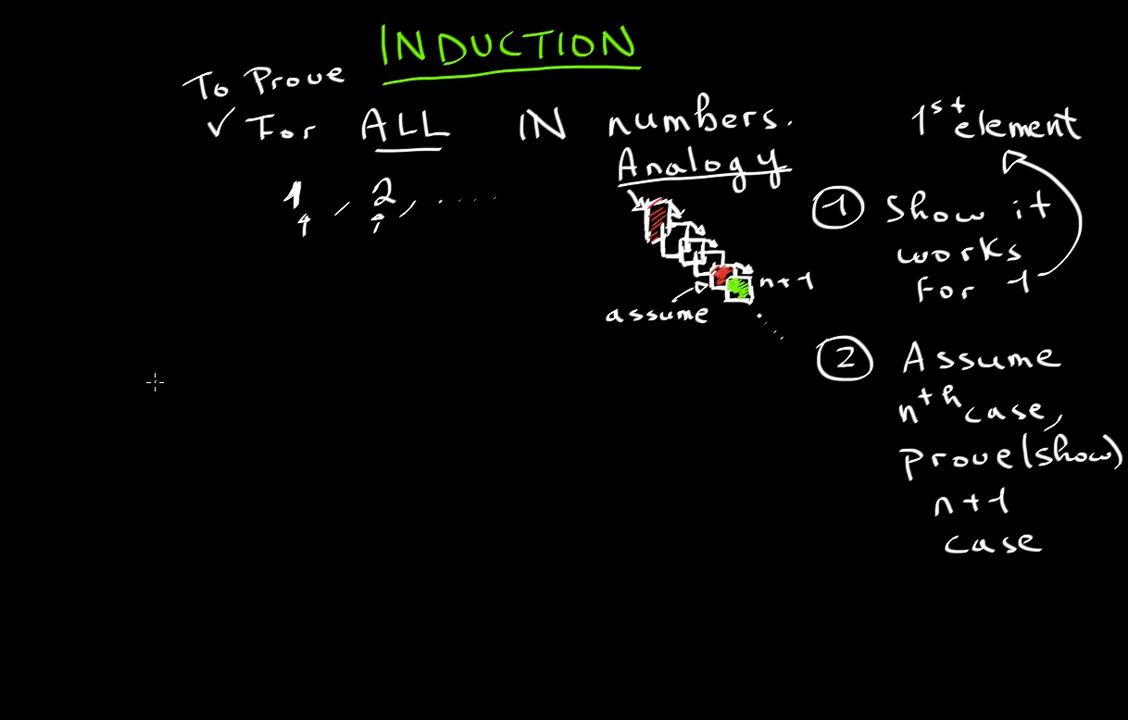 INDUCTION
To Prove
✓ For ALL IN numbers.
1, 2, .....
Analogy
n+1
assume
1st element
① Show it
works
For 1
② Assume
nth case,
prove (show)
n+1
case